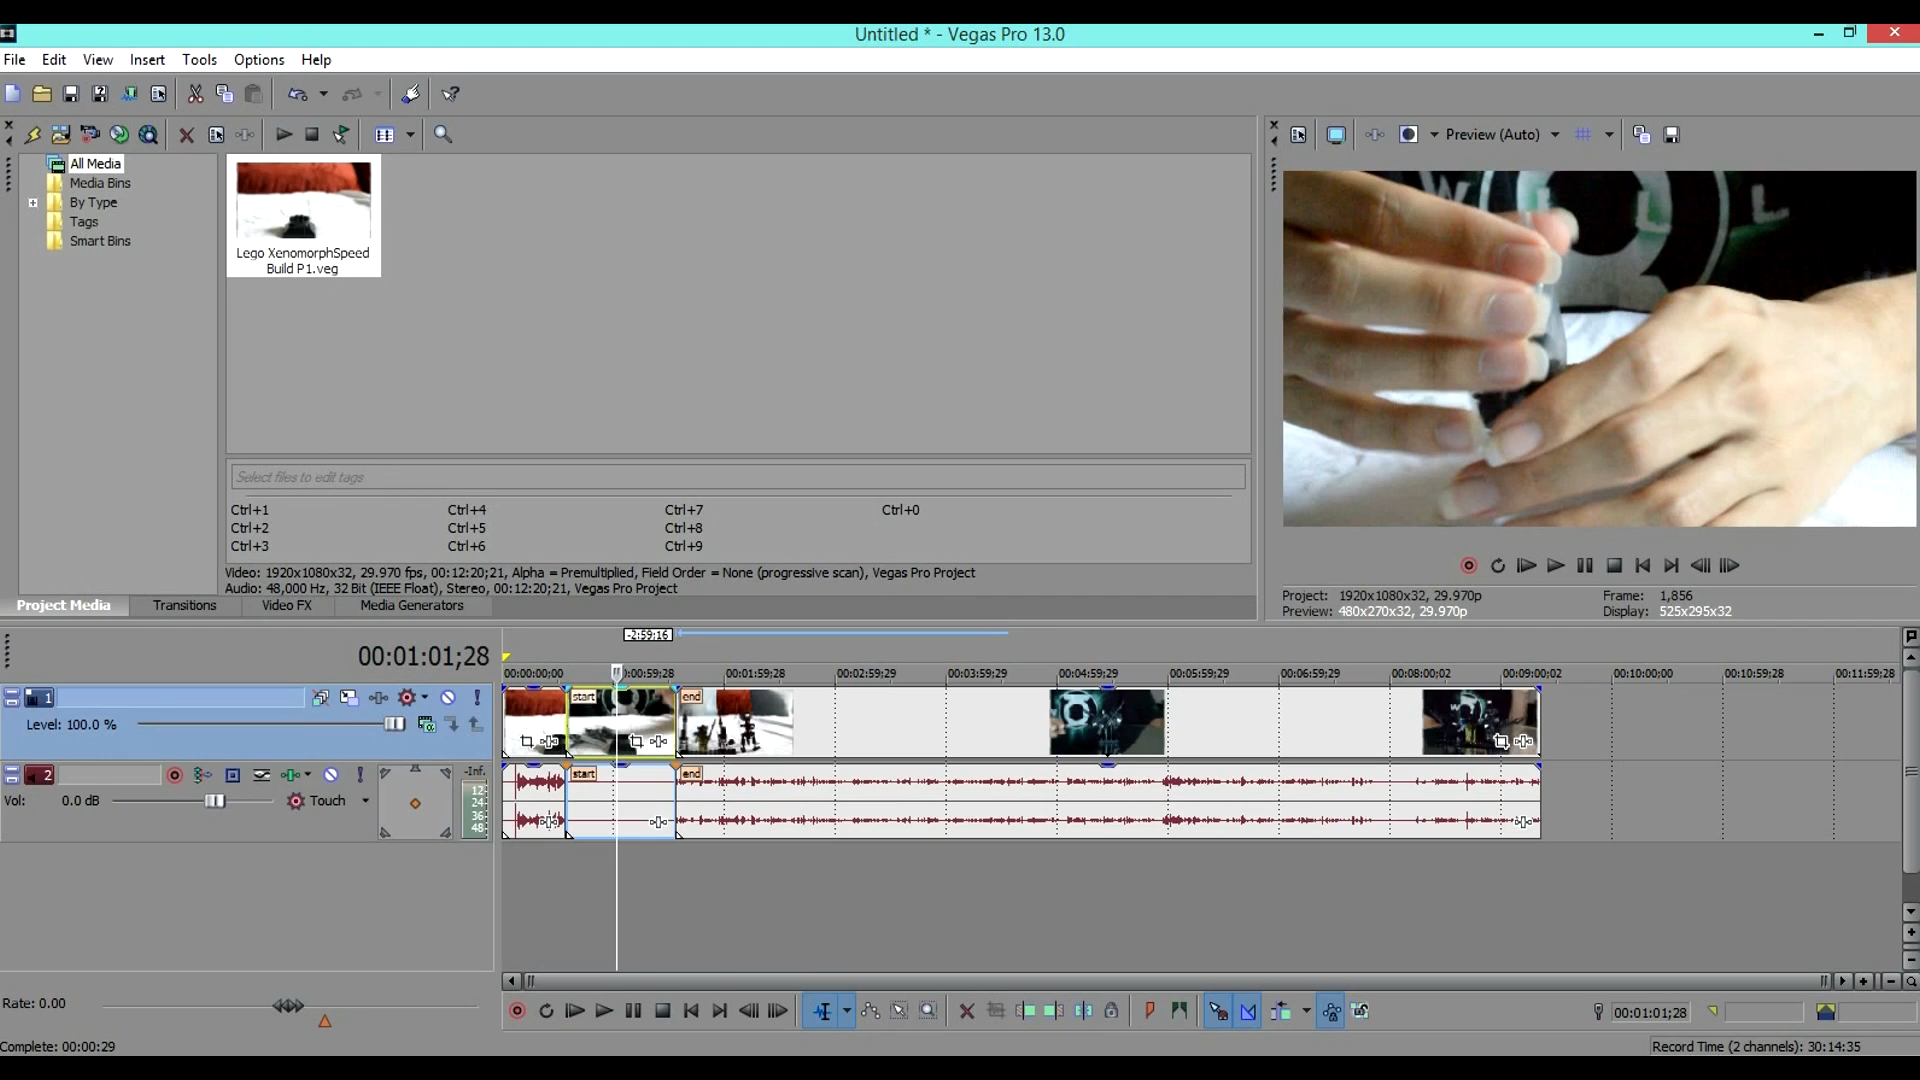 Untitled * - Vegas Pro 13.0
File Edit View Insert Tools Options Help
Preview (Auto)
All Media
Media Bins
By Type
Tags
Smart Bins
Lego XenomorphSpeed
Build P1.veg
W L L
Select files to edit tags
Ctrl+1 Ctrl+4 Ctrl+7 Ctrl+0
Ctrl+2 Ctrl+5 Ctrl+8
Ctrl+3 Ctrl+6 Ctrl+9
Video: 1920x1080x32, 29.970 fps, 00:12:20;21, Alpha = Premultiplied, Field Order = None (progressive scan), Vegas Pro Project
Audio: 48,000 Hz, 32 Bit (IEEE Float), Stereo, 00:12:20;21, Vegas Pro Project
Project Media Transitions Video FX Media Generators
Project: 1920x1080x32, 29.970p Frame: 1,856
Preview: 480x270x32, 29.970p Display: 525x295x32
-2:59:16
00:01:01;28
00:00:00;00 0:00:59;28 00:01:59;28 00:02:59;29 00:03:59;29 00:04:59;29 00:05:59;29 00:06:59;29 00:08:00;02 00:09:00;02 00:10:00;00 00:10:59;28 00:11:59;28
1 start end
Level: 100.0 %
2 -Inf. start end
12
24
36
48
Vol: 0.0 dB Touch
Rate: 0.00
00:01:01;28
Complete: 00:00:29 Record Time (2 channels): 30:14:35